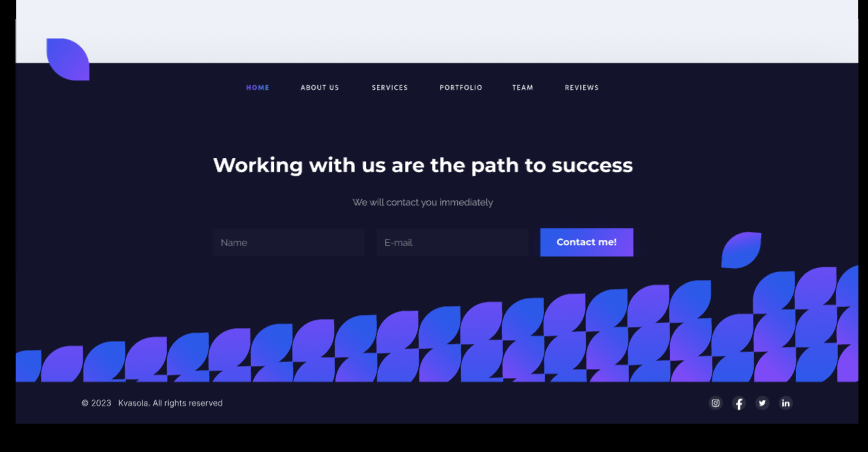 HOME ABOUT US SERVICES PORTFOLIO TEAM REVIEWS
Working with us are the path to success
We will contact you immediately
Name E-mail Contact me!
© 2023 Kvasola. All rights reserved